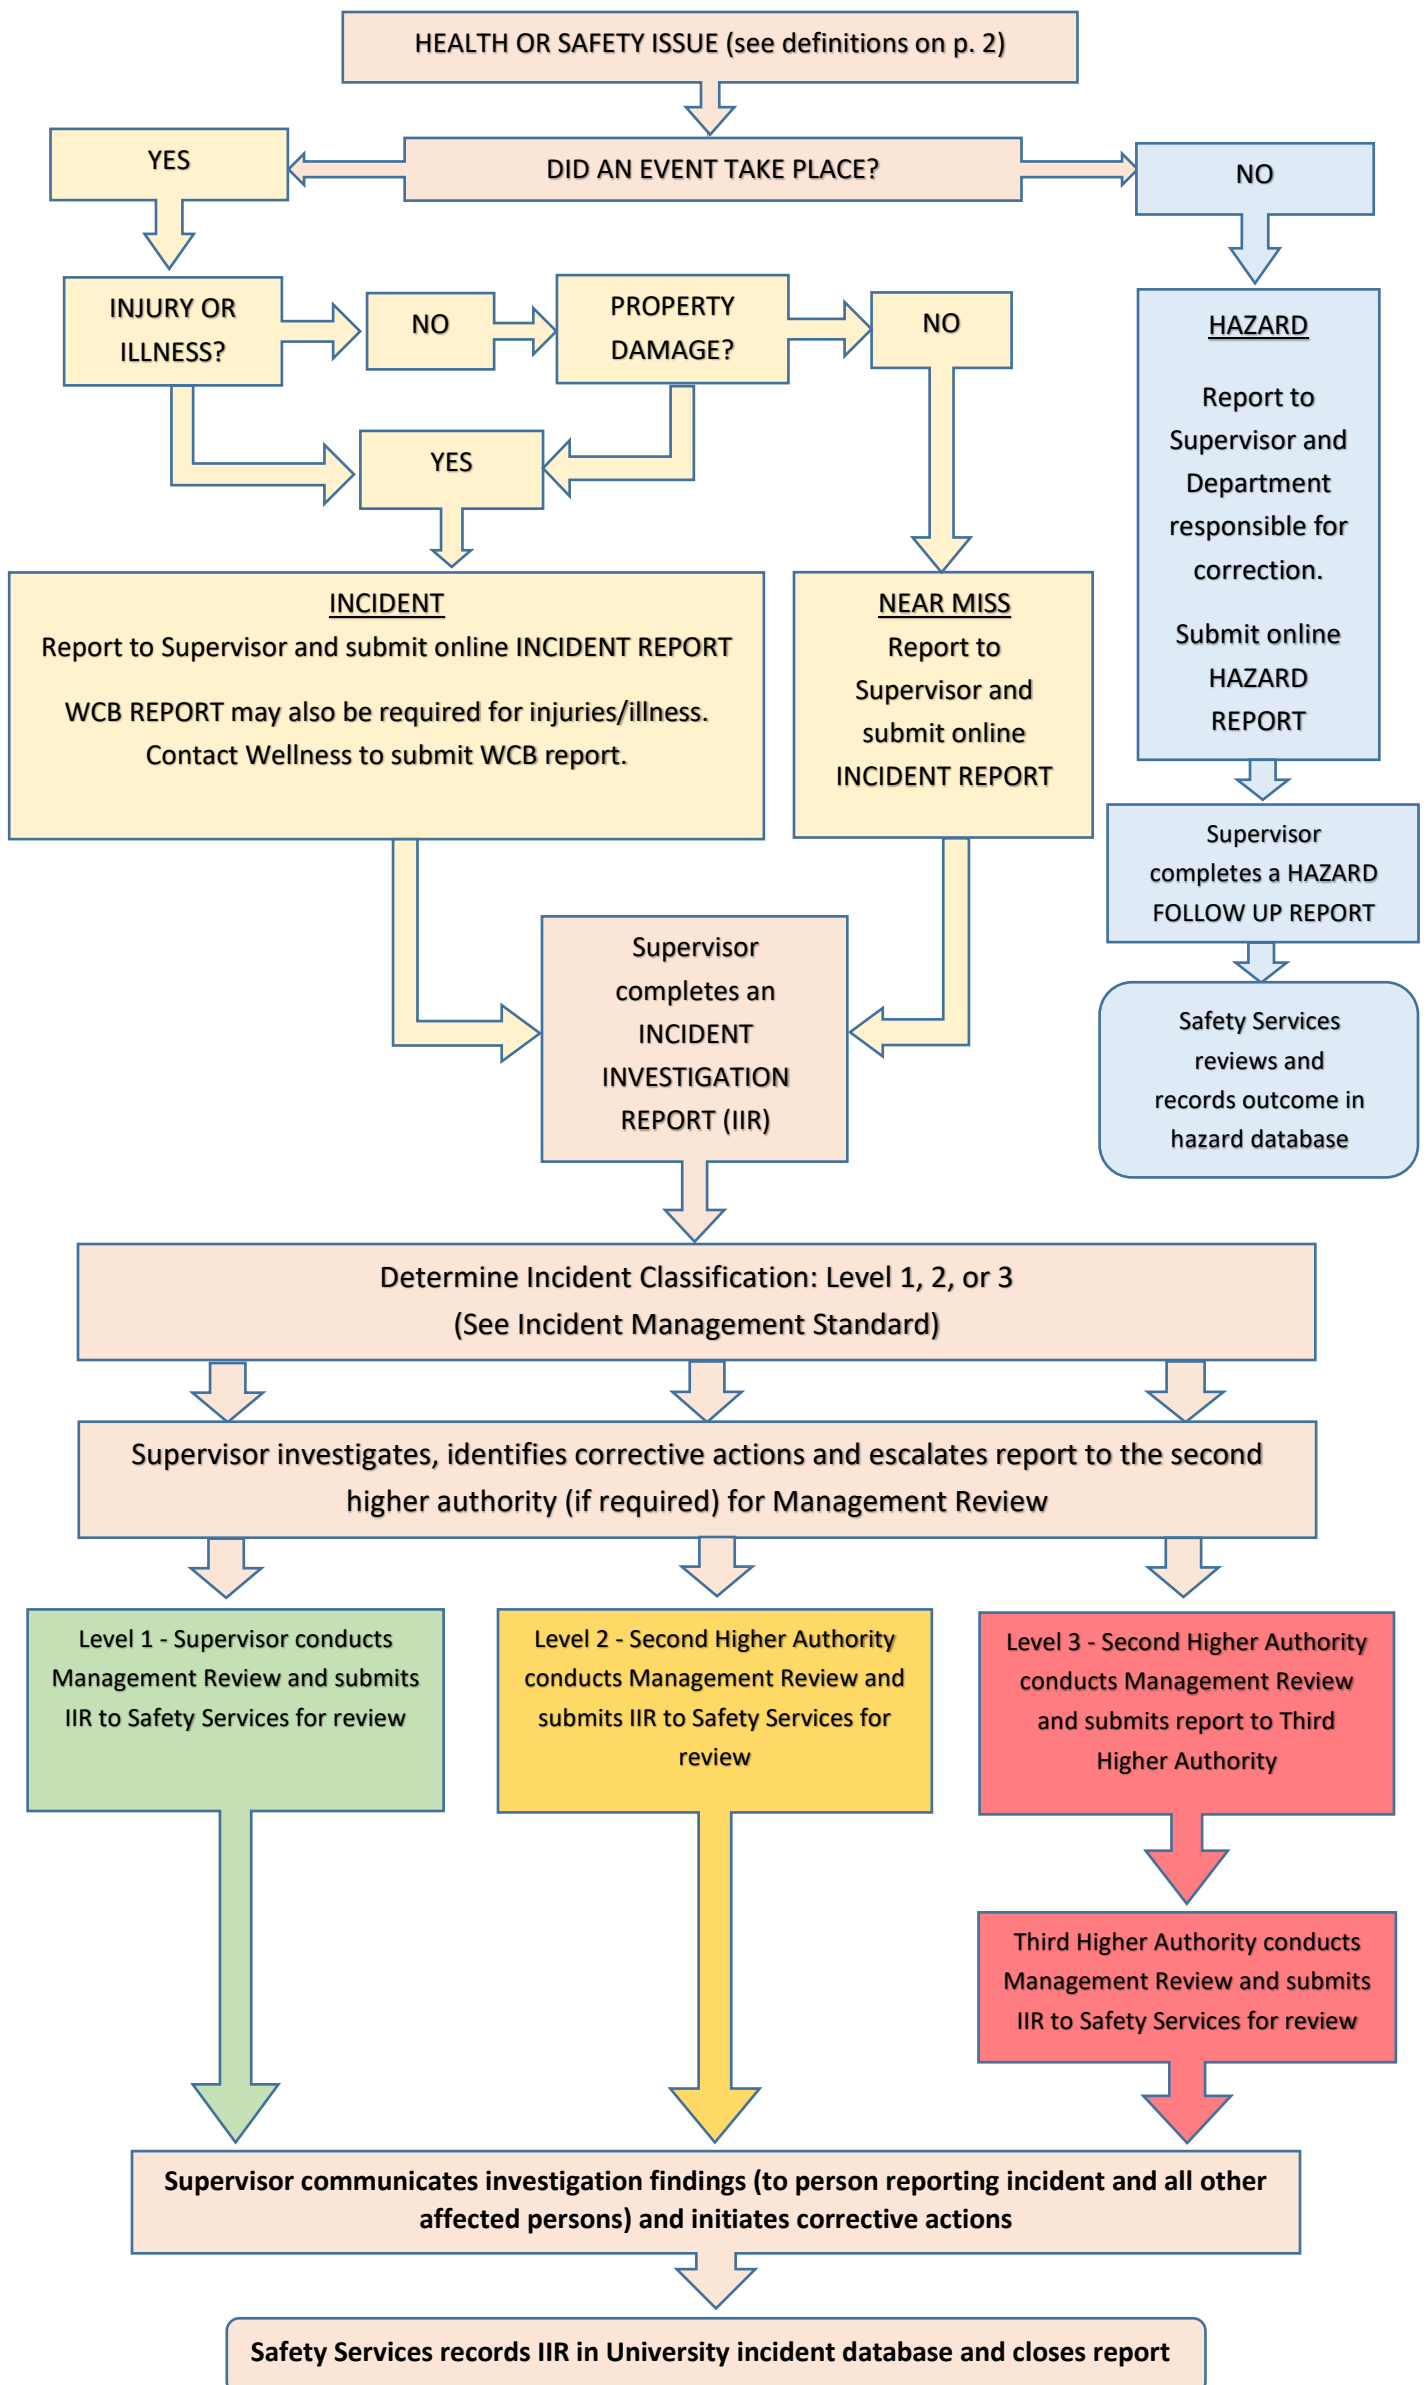 HEALTH OR SAFETY ISSUE (see definitions on p. 2)
DID AN EVENT TAKE PLACE?
YES
NO
INJURY OR
ILLNESS?
NO
PROPERTY
DAMAGE?
NO
YES
HAZARD
Report to
Supervisor and
Department
responsible for
correction.
Submit online
HAZARD
REPORT
INCIDENT
Report to Supervisor and submit online INCIDENT REPORT
WCB REPORT may also be required for injuries/illness.
Contact Wellness to submit WCB report.
NEAR MISS
Report to
Supervisor and
submit online
INCIDENT REPORT
Supervisor
completes a HAZARD
FOLLOW UP REPORT
Safety Services
reviews and
records outcome in
hazard database
Supervisor
completes an
INCIDENT
INVESTIGATION
REPORT (IIR)
Determine Incident Classification: Level 1, 2, or 3
(See Incident Management Standard)
Supervisor investigates, identifies corrective actions and escalates report to the second
higher authority (if required) for Management Review
Level 1 - Supervisor conducts
Management Review and submits
IIR to Safety Services for review
Level 2 - Second Higher Authority
conducts Management Review and
submits IIR to Safety Services for
review
Level 3 - Second Higher Authority
conducts Management Review
and submits report to Third
Higher Authority
Third Higher Authority conducts
Management Review and submits
IIR to Safety Services for review
Supervisor communicates investigation findings (to person reporting incident and all other
affected persons) and initiates corrective actions
Safety Services records IIR in University incident database and closes report